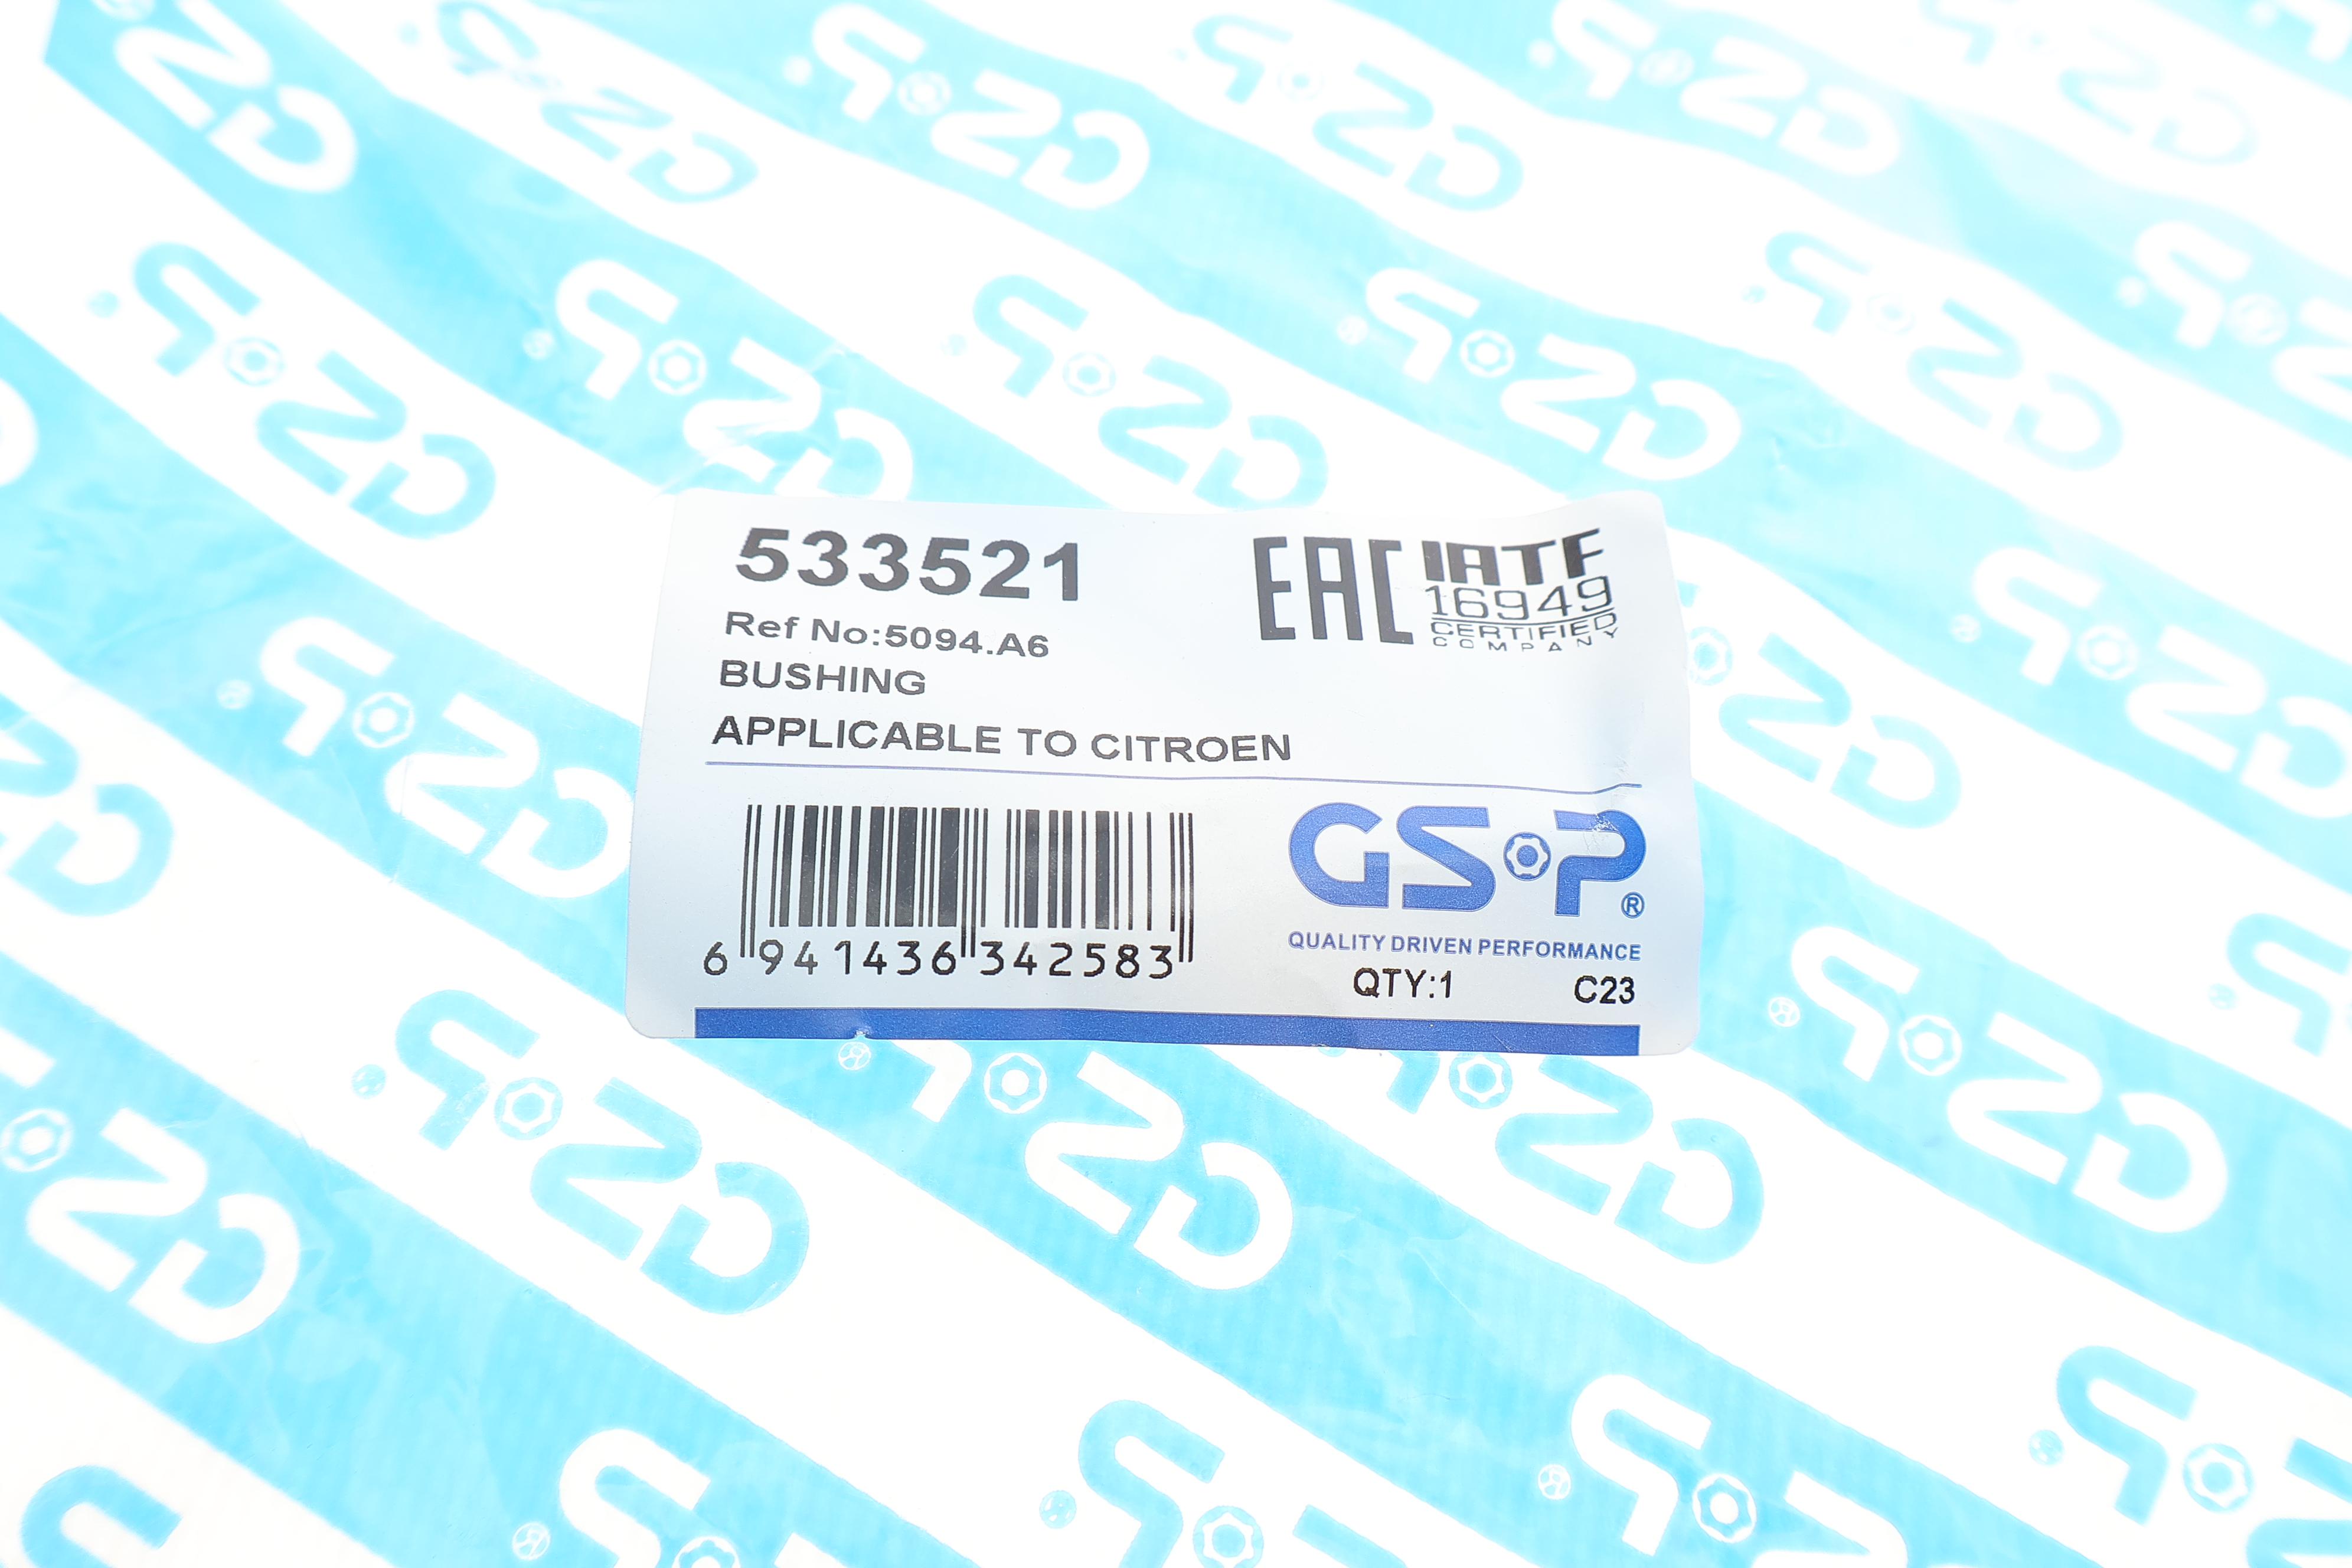 533521
Ref No:5094.A6
BUSHING
APPLICABLE TO CITROEN
EAC
IATF
16949
CERTIFIED
COMPANY
6 941436 342583
GSP®
QUALITY DRIVEN PERFORMANCE
QTY:1 C23